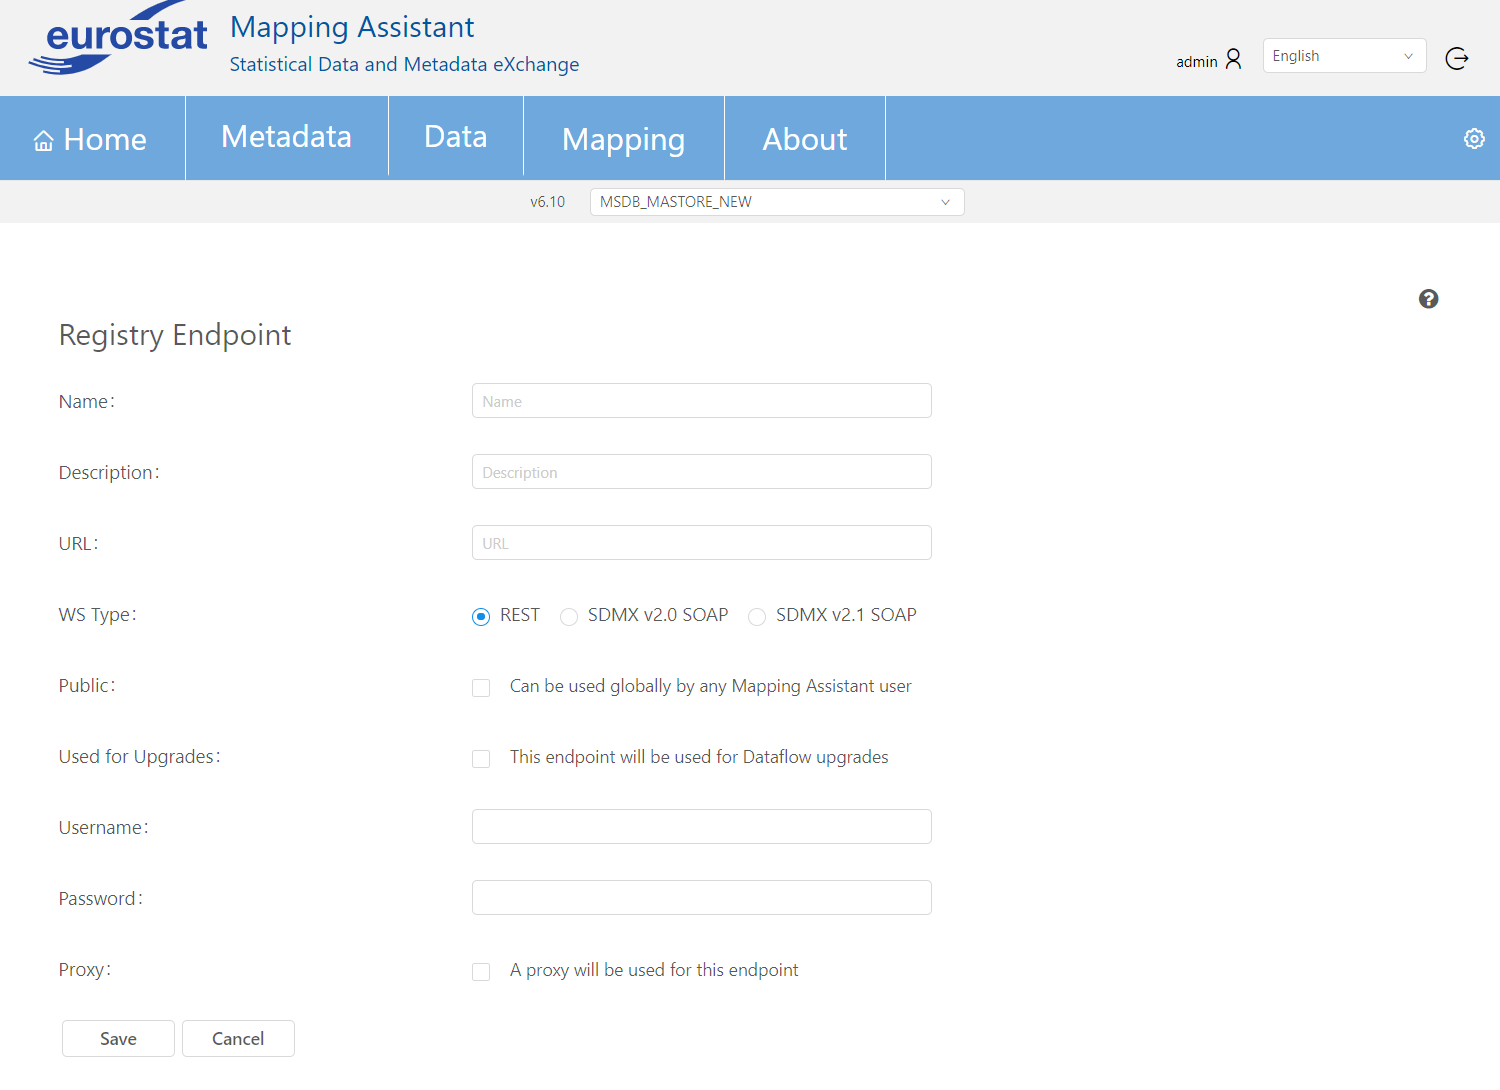 eurostat
Mapping Assistant
Statistical Data and Metadata eXchange
admin
English
Home
Metadata
Data
Mapping
About
v6.10
MSDB_MASTORE_NEW
?
Registry Endpoint
Name:
Name
Description:
Description
URL:
URL
WS Type:
REST
SDMX v2.0 SOAP
SDMX v2.1 SOAP
Public:
Can be used globally by any Mapping Assistant user
Used for Upgrades:
This endpoint will be used for Dataflow upgrades
Username:
Password:
Proxy:
A proxy will be used for this endpoint
Save
Cancel